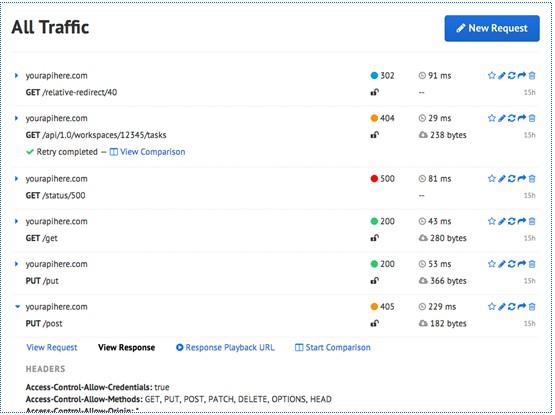 All Traffic
New Request
yourapihere.com 302 91 ms
GET /relative-redirect/40 -- 15h
yourapihere.com 404 29 ms
GET /api/1.0/workspaces/12345/tasks 238 bytes 15h
Retry completed — View Comparison
yourapihere.com 500 81 ms
GET /status/500 -- 15h
yourapihere.com 200 43 ms
GET /get 280 bytes 15h
yourapihere.com 200 53 ms
PUT /put 366 bytes 15h
yourapihere.com 405 229 ms
PUT /post 182 bytes 15h
View Request View Response Response Playback URL Start Comparison
HEADERS
Access-Control-Allow-Credentials: true
Access-Control-Allow-Methods: GET, PUT, POST, PATCH, DELETE, OPTIONS, HEAD
Access-Control-Allow-Origin: *